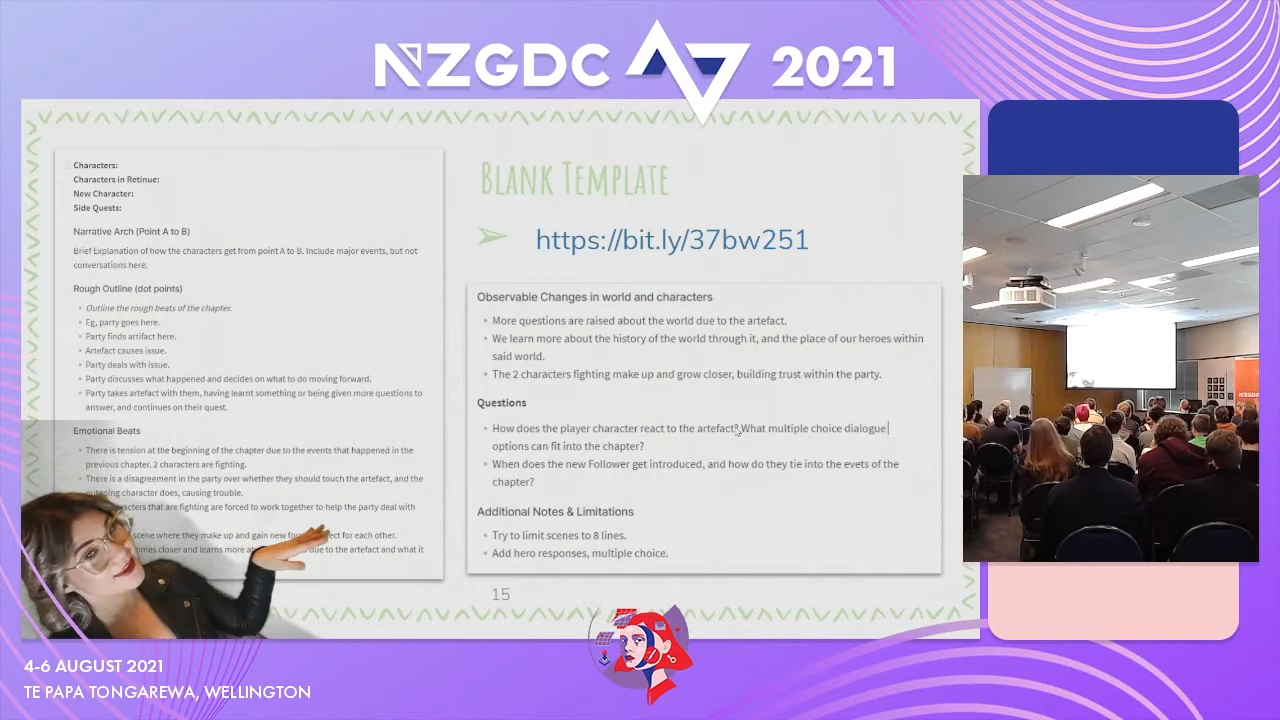 NZGDC 2021
Characters:
Characters in Retinue:
New Character:
Side Quests:
Narrative Arch (Point A to B)
Brief Explanation of how the characters get from point A to B. Include major events, but not
conversations here.
Rough Outline (dot points)
Outline the rough beats of the chapter.
Eg, party goes here.
Party finds artifact here.
Artefact causes issue.
Party deals with issue.
Party discusses what happened and decides on what to do moving forward.
Party takes artefact with them, having learnt something or being given more questions to
answer, and continues on their quest.
Emotional Beats
There is tension at the beginning of the chapter due to the events that happened in the
previous chapter. 2 characters are fighting.
There is a disagreement in the party over whether they should touch the artefact, and the
outgoing character does, causing trouble.
characters that are fighting are forced to work together to help the party deal with
scene where they make up and gain new
for each other.
closer and learns more
due to the artefact and what it
BLANK TEMPLATE
https://bit.ly/37bw251
Observable Changes in world and characters
More questions are raised about the world due to the artefact.
We learn more about the history of the world through it, and the place of our heroes within
said world.
The 2 characters fighting make up and grow closer, building trust within the party.
Questions
How does the player character react to the artefact? What multiple choice dialogue
options can fit into the chapter?
When does the new Follower get introduced, and how do they tie into the evets of the
chapter?
Additional Notes & Limitations
Try to limit scenes to 8 lines.
Add hero responses, multiple choice.
15
NZGDC
4-6 AUGUST 2021
TE PAPA TONGAREWA, WELLINGTON